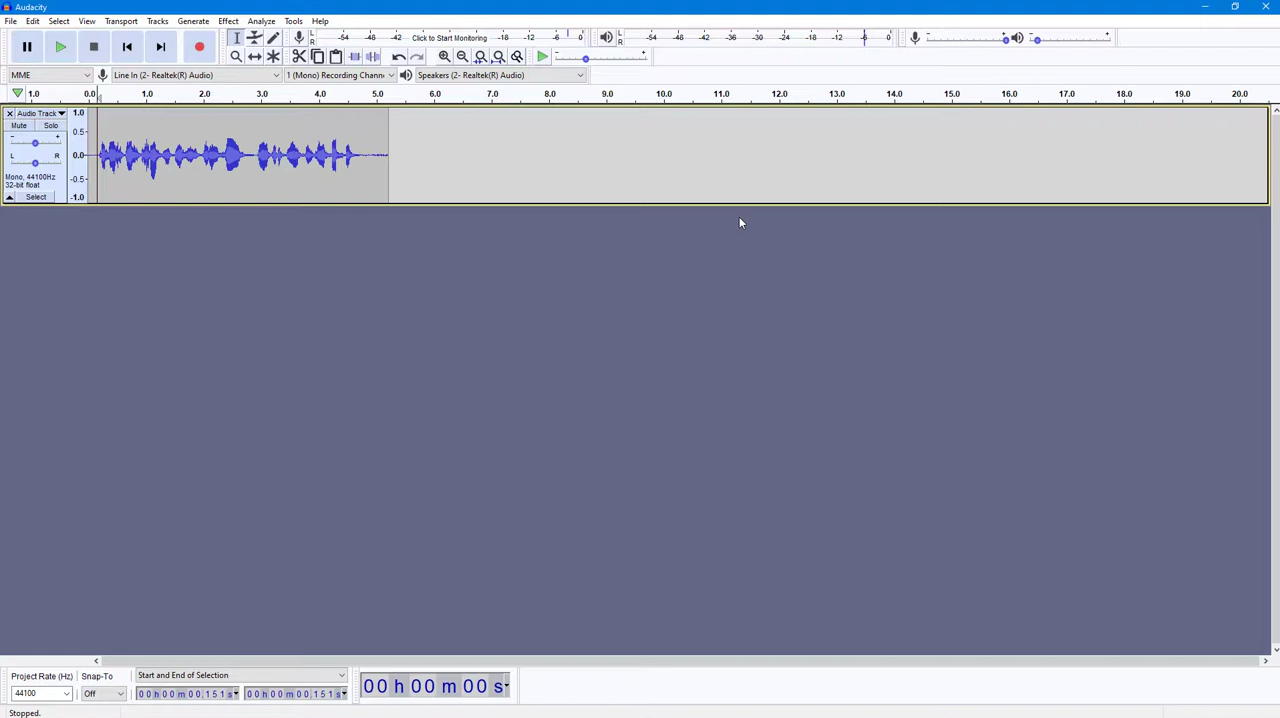 Audacity
File Edit Select View Transport Tracks Generate Effect Analyze Tools Help
L R -54 -48 -42 Click to Start Monitoring -18 -12 -6 0 L R -54 -48 -42 -36 -30 -24 -18 -12 -6 0
MME Line In (2- Realtek(R) Audio) 1 (Mono) Recording Chann Speakers (2- Realtek(R) Audio)
1.0 0.0 1.0 2.0 3.0 4.0 5.0 6.0 7.0 8.0 9.0 10.0 11.0 12.0 13.0 14.0 15.0 16.0 17.0 18.0 19.0 20.0
Audio Track 1.0
Mute Solo
0.5
- +
L R 0.0
Mono, 44100Hz
32-bit float
-0.5
Select -1.0
Project Rate (Hz) Snap-To Start and End of Selection
44100 Off 00h00m00.151s 00h00m00.151s
00 h 00 m 00 s
Stopped.